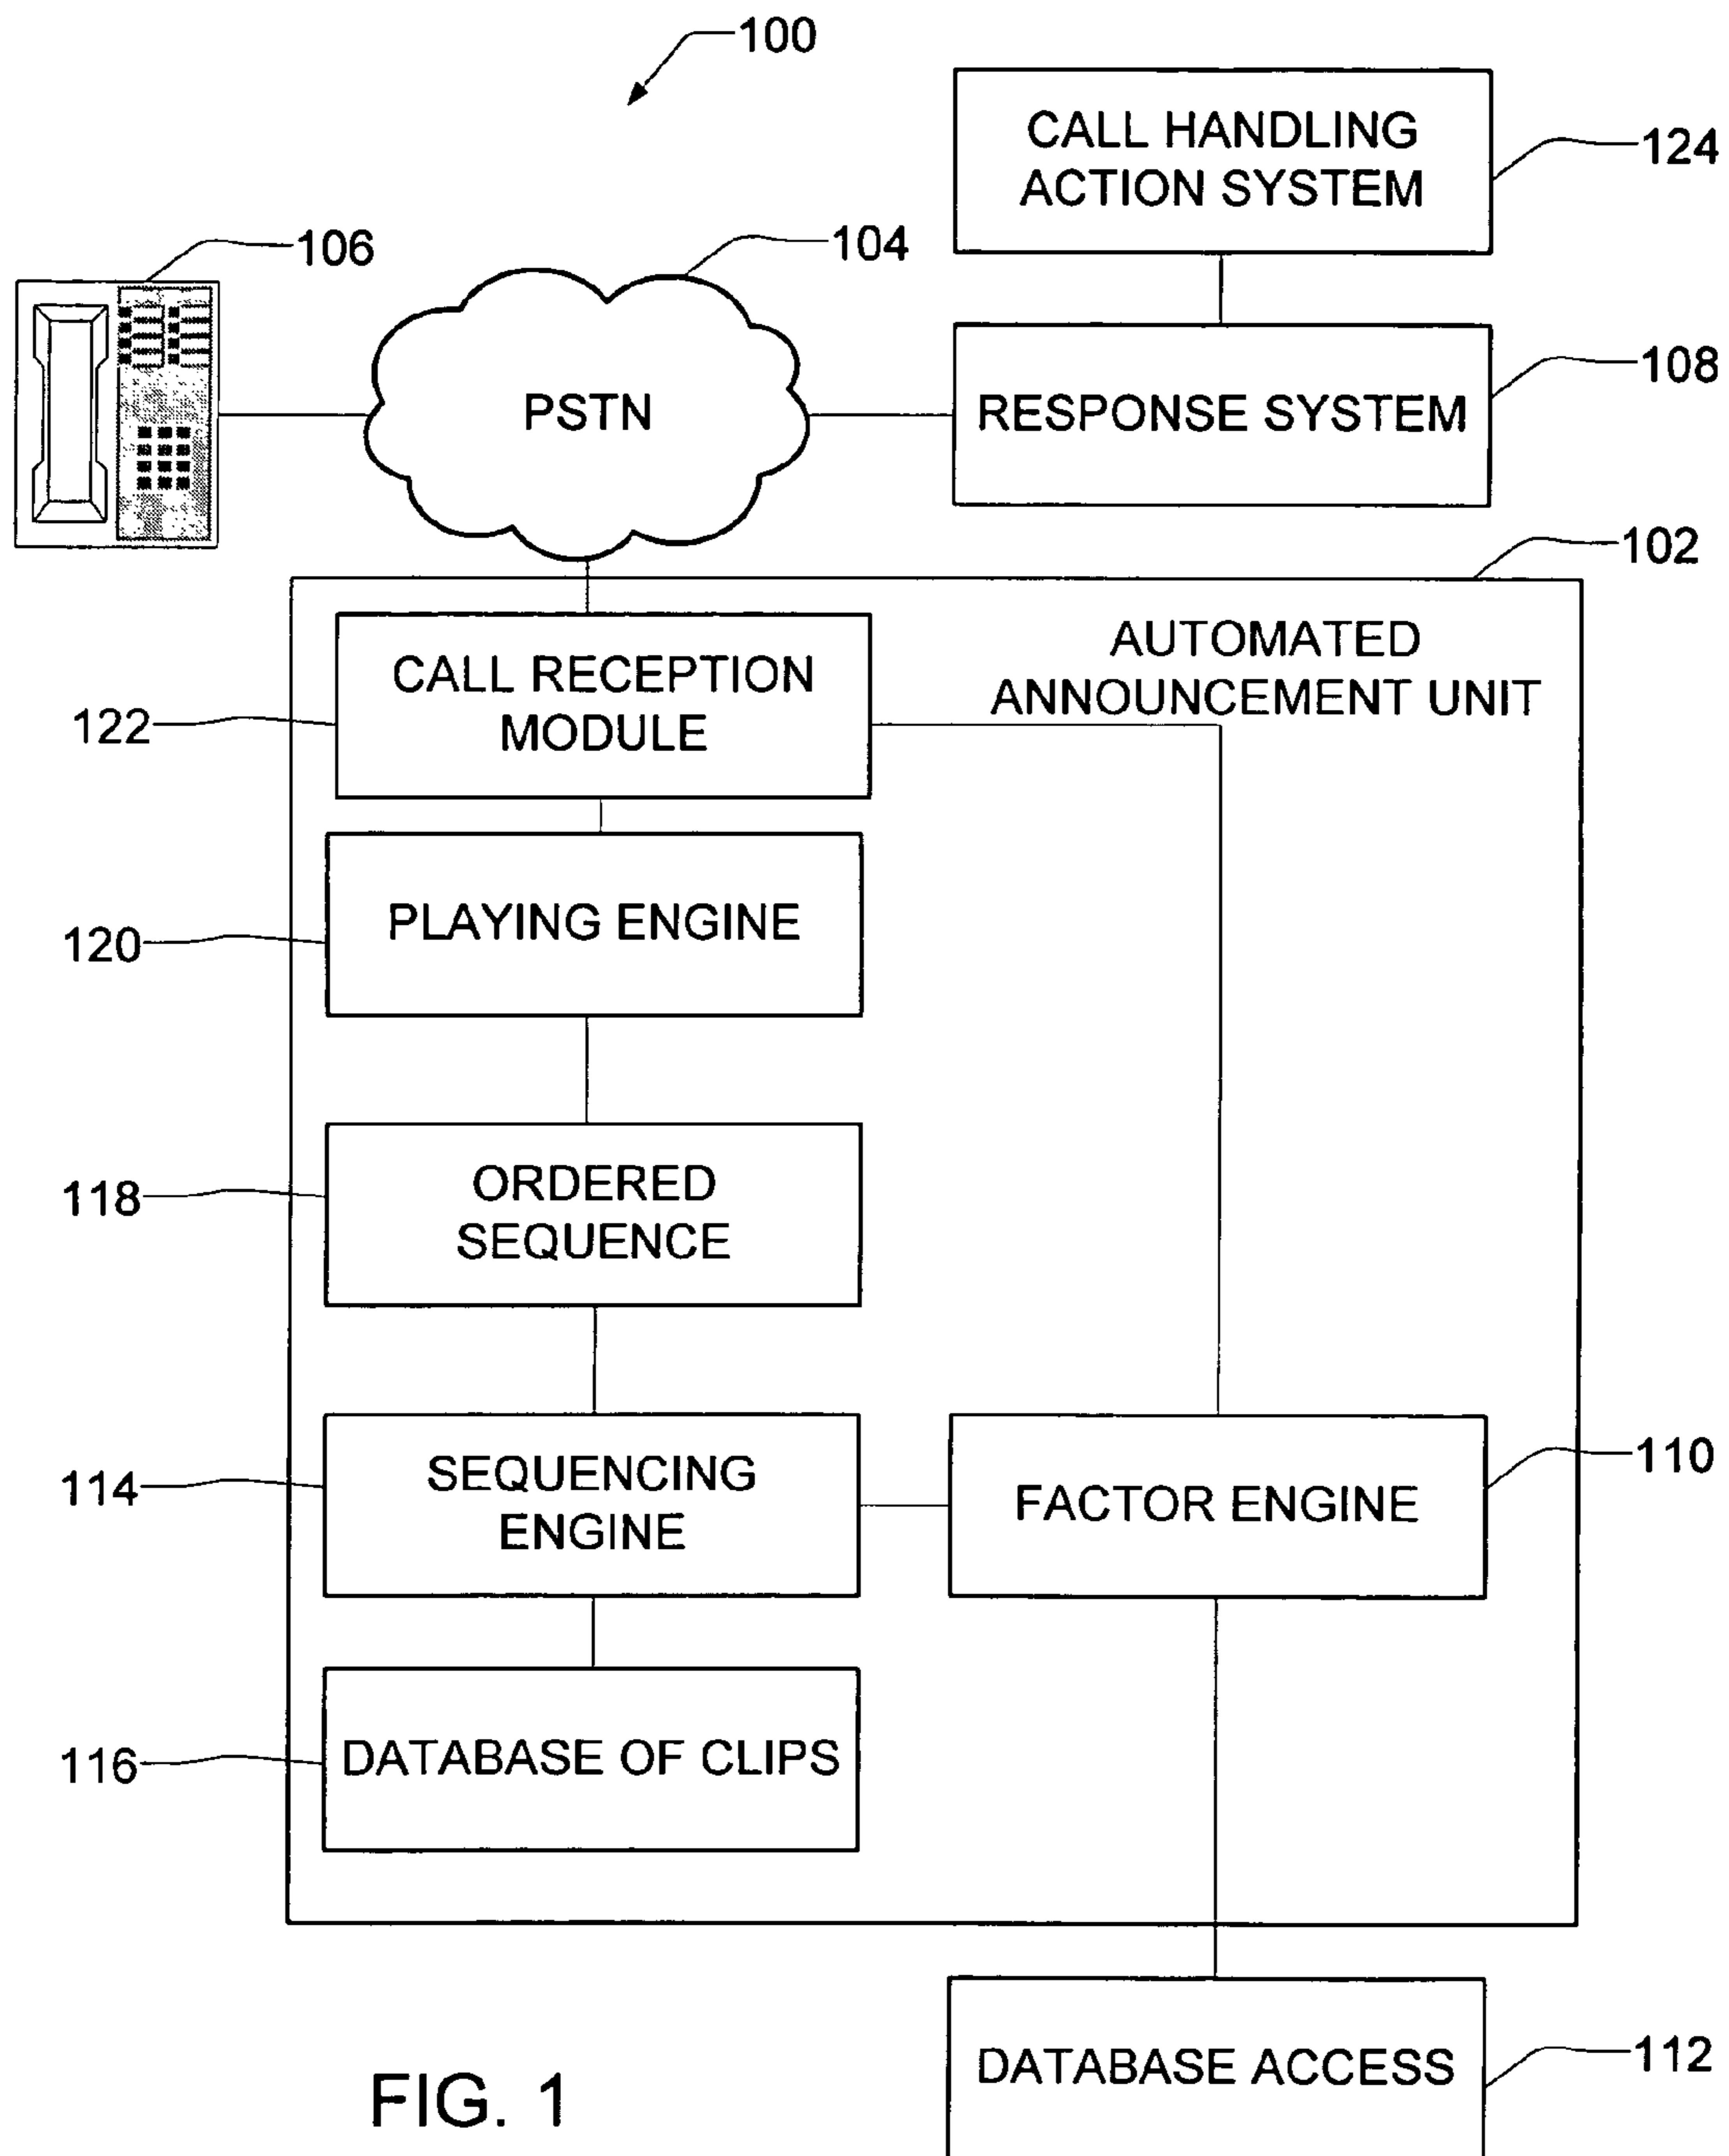 100
CALL HANDLING
ACTION SYSTEM
124
106
104
PSTN
RESPONSE SYSTEM
108
102
AUTOMATED
ANNOUNCEMENT UNIT
CALL RECEPTION
MODULE
122
PLAYING ENGINE
120
ORDERED
SEQUENCE
118
SEQUENCING
ENGINE
114
FACTOR ENGINE
110
DATABASE OF CLIPS
116
DATABASE ACCESS
112
FIG. 1